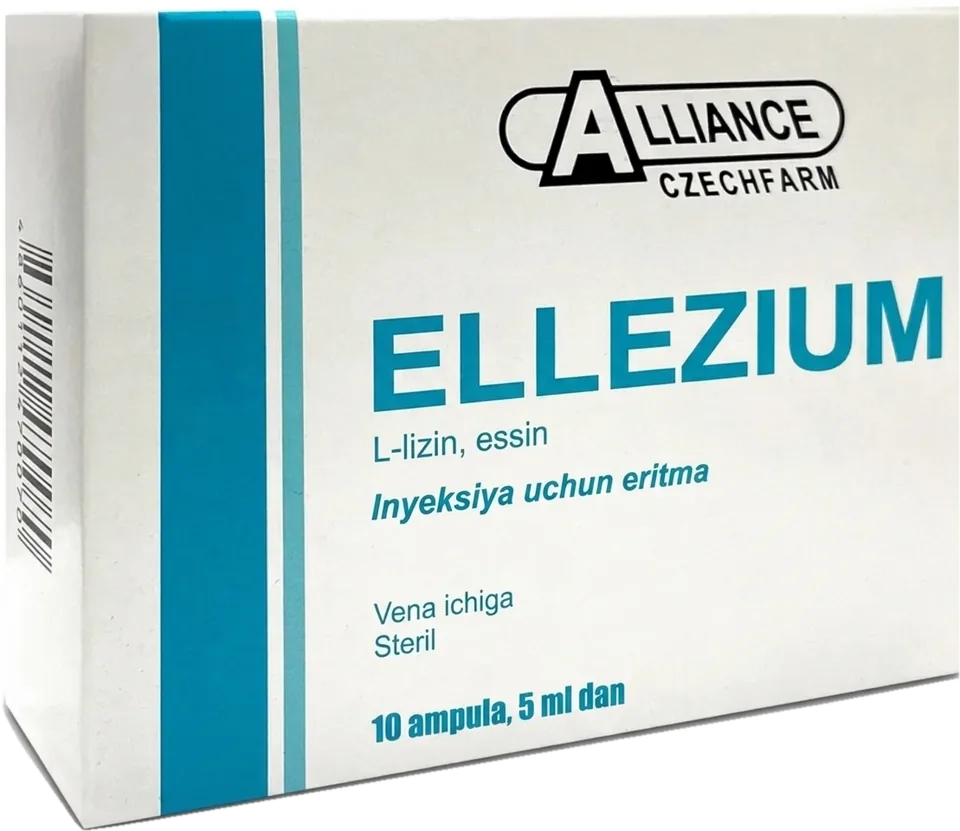 ALLIANCE
CZECHFARM
ELLEZIUM
L-lizin, essin
Inyeksiya uchun eritma
Vena ichiga
Steril
10 ampula, 5 ml dan